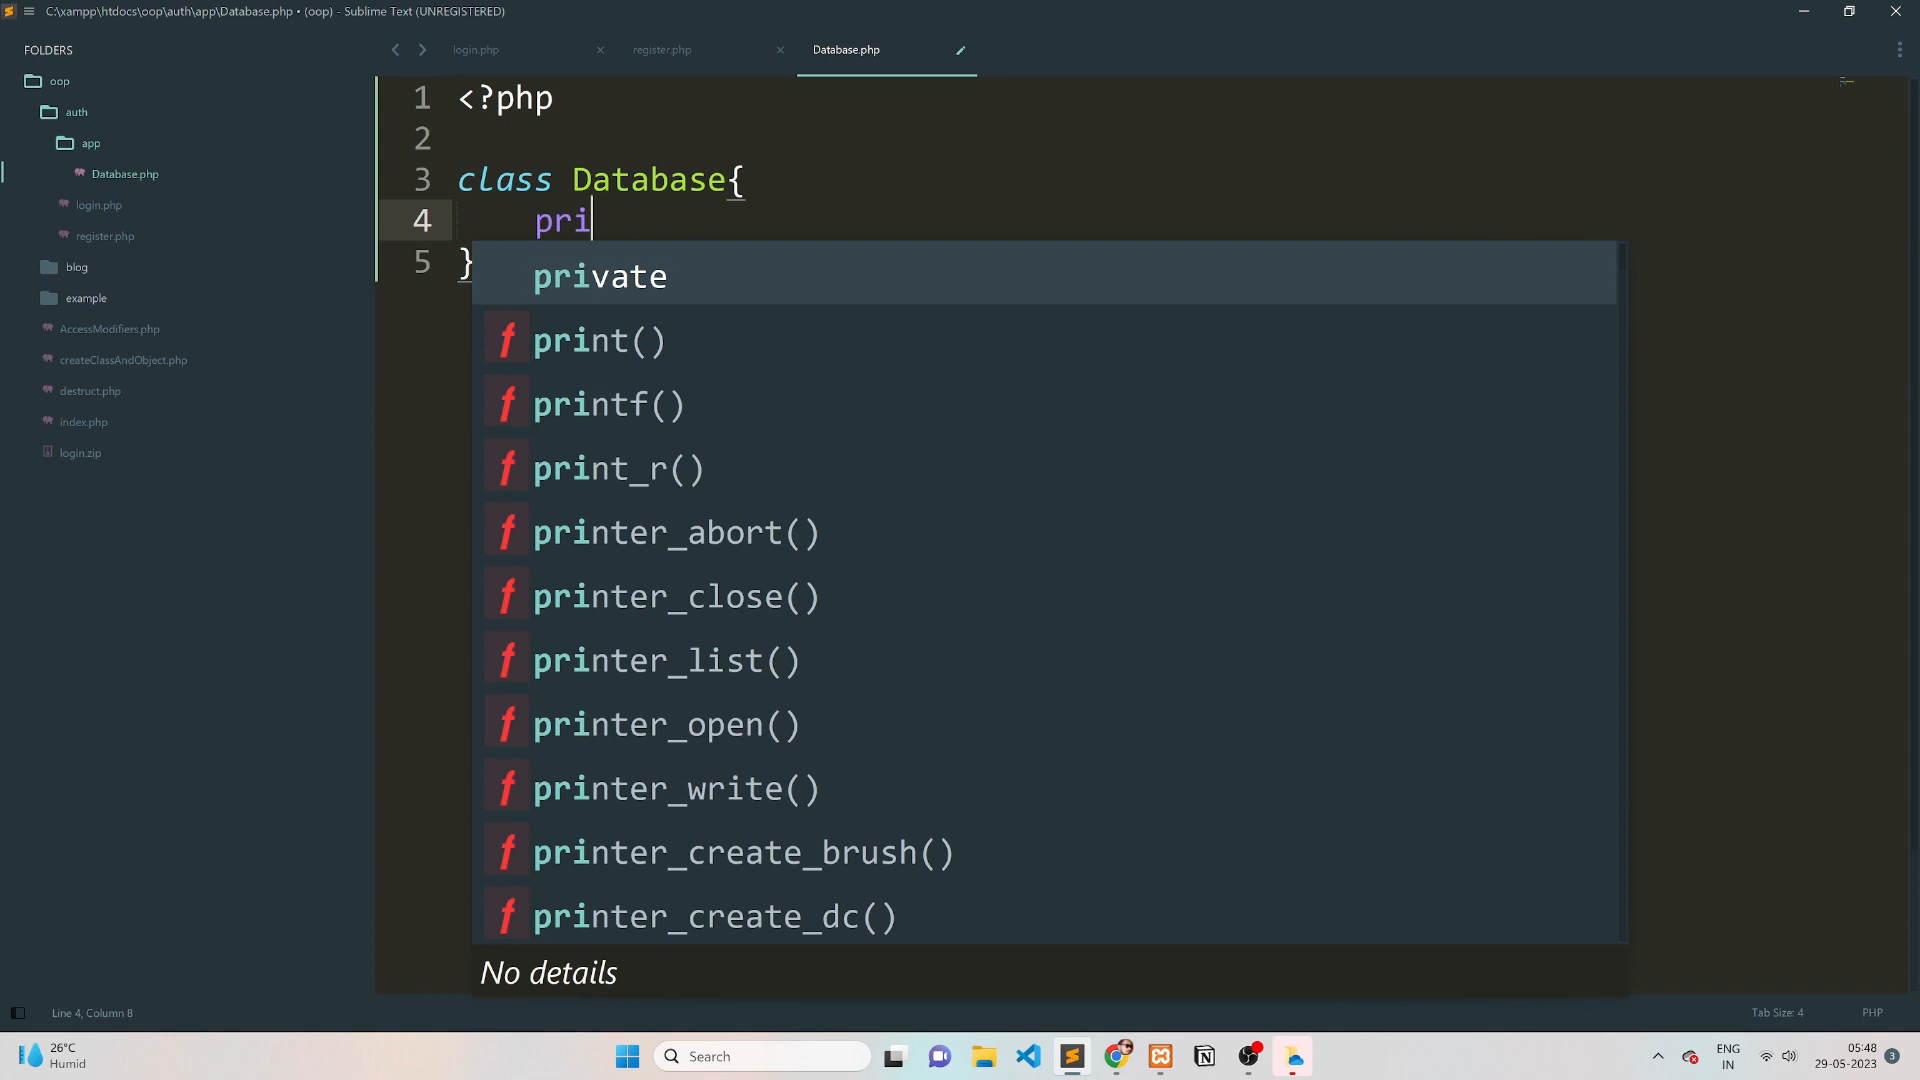 C:\xampp\htdocs\oop\auth\app\Database.php • (oop) - Sublime Text (UNREGISTERED)
FOLDERS
oop
auth
app
Database.php
login.php
register.php
blog
example
AccessModifiers.php
createClassAndObject.php
destruct.php
index.php
login.zip
login.php
register.php
Database.php
1 <?php
2
3 class Database{
4 pri
5 }
private
f print()
f printf()
f print_r()
f printer_abort()
f printer_close()
f printer_list()
f printer_open()
f printer_write()
f printer_create_brush()
f printer_create_dc()
No details
Line 4, Column 8
Tab Size: 4
PHP
26°C
Humid
Search
ENG
IN
05:48
29-05-2023
3